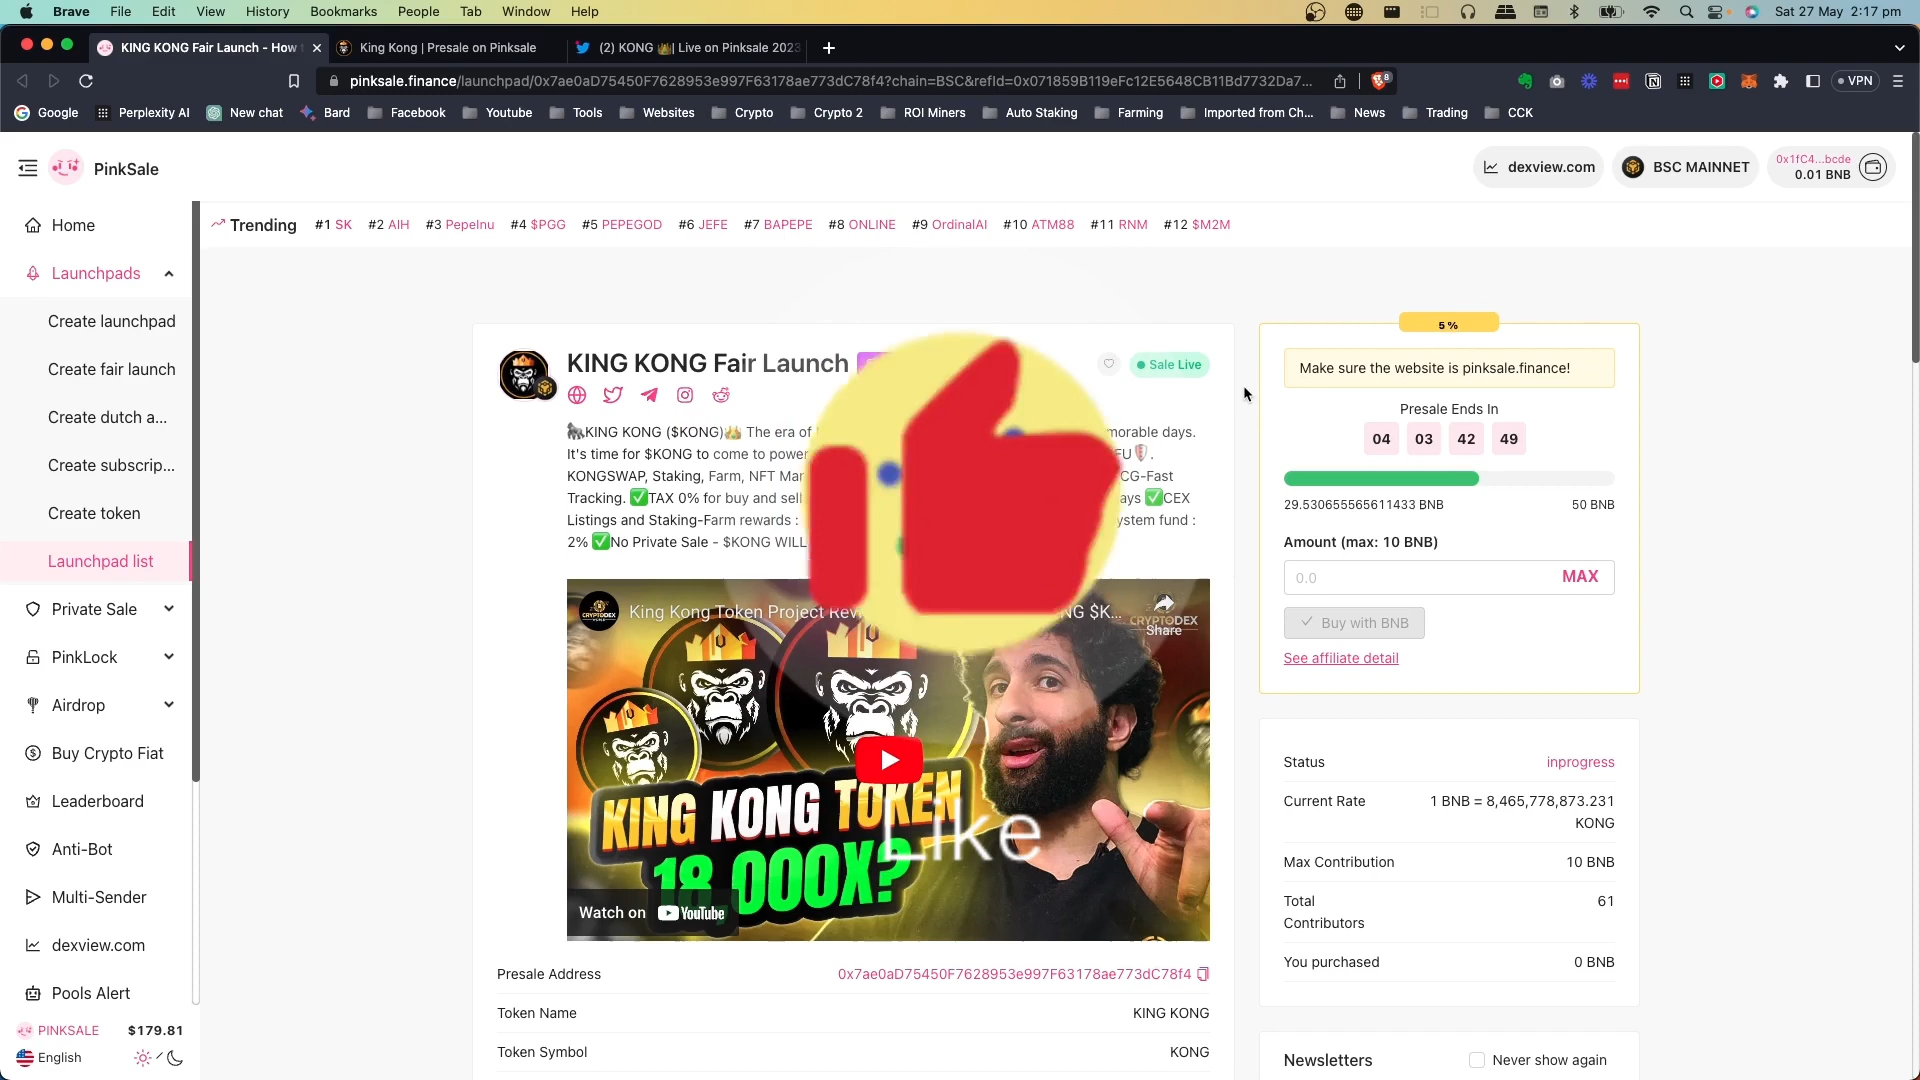 Brave File Edit View History Bookmarks People Tab Window Help Sat 27 May 2:17 pm
KING KONG Fair Launch - How King Kong | Presale on Pinksale (2) KONG | Live on Pinksale 2023
pinksale.finance/launchpad/0x7ae0aD75450F7628953e997F63178ae773dC78f4?chain=BSC&refId=0x071859B119eFc12E5648CB11Bd7732Da7... 8 VPN
Google Perplexity AI New chat Bard Facebook Youtube Tools Websites Crypto Crypto 2 ROI Miners Auto Staking Farming Imported from Ch... News Trading CCK
PinkSale
dexview.com
BSC MAINNET
0x1fC4...bcde
0.01 BNB
Trending #1 SK #2 AIH #3 PepeInu #4 $PGG #5 PEPEGOD #6 JEFE #7 BAPEPE #8 ONLINE #9 OrdinalAI #10 ATM88 #11 RNM #12 $M2M
Home
Launchpads
Create launchpad
Create fair launch
Create dutch a...
Create subscrip...
Create token
Launchpad list
Private Sale
PinkLock
Airdrop
Buy Crypto Fiat
Leaderboard
Anti-Bot
Multi-Sender
dexview.com
Pools Alert
PINKSALE $179.81
English
KING KONG Fair Launch
Sale Live
🦍KING KONG ($KONG)👑 The era of morable days.
It's time for $KONG to come to power FU🛡.
KONGSWAP, Staking, Farm, NFT Mar CG-Fast
Tracking. ✅TAX 0% for buy and sell ays ✅CEX
Listings and Staking-Farm rewards : ystem fund :
2% ✅No Private Sale - $KONG WILL
CRYPTODEX
WORLD
King Kong Token Project Rev NG $K...
CRYPTODEX
Share
KING KONG TOKEN
18,000X?
Like
Watch on YouTube
Presale Address 0x7ae0aD75450F7628953e997F63178ae773dC78f4
Token Name KING KONG
Token Symbol KONG
5 %
Make sure the website is pinksale.finance!
Presale Ends In
04 03 42 49
29.530655565611433 BNB 50 BNB
Amount (max: 10 BNB)
0.0 MAX
Buy with BNB
See affiliate detail
Status inprogress
Current Rate 1 BNB = 8,465,778,873.231
KONG
Max Contribution 10 BNB
Total 61
Contributors
You purchased 0 BNB
Newsletters Never show again